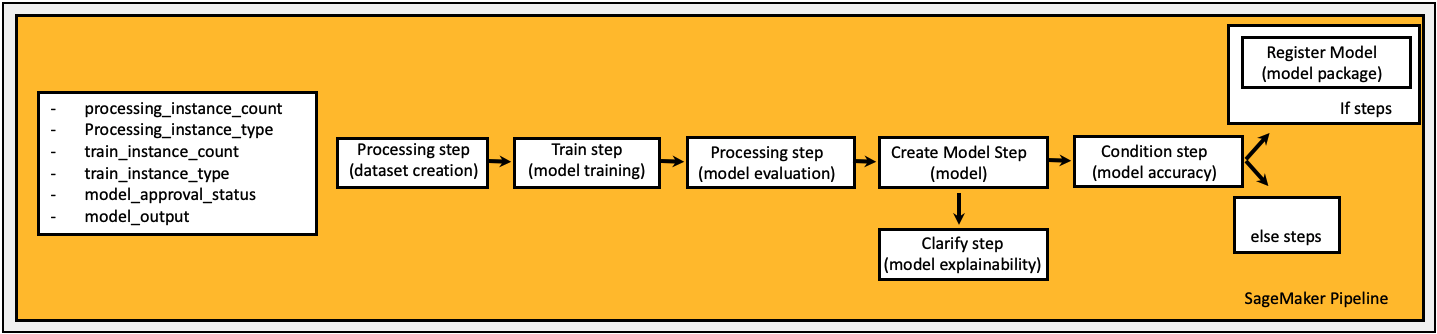 - processing_instance_count
- Processing_instance_type
- train_instance_count
- train_instance_type
- model_approval_status
- model_output
Processing step
(dataset creation)
Train step
(model training)
Processing step
(model evaluation)
Create Model Step
(model)
Clarify step
(model explainability)
Condition step
(model accuracy)
Register Model
(model package)
If steps
else steps
SageMaker Pipeline